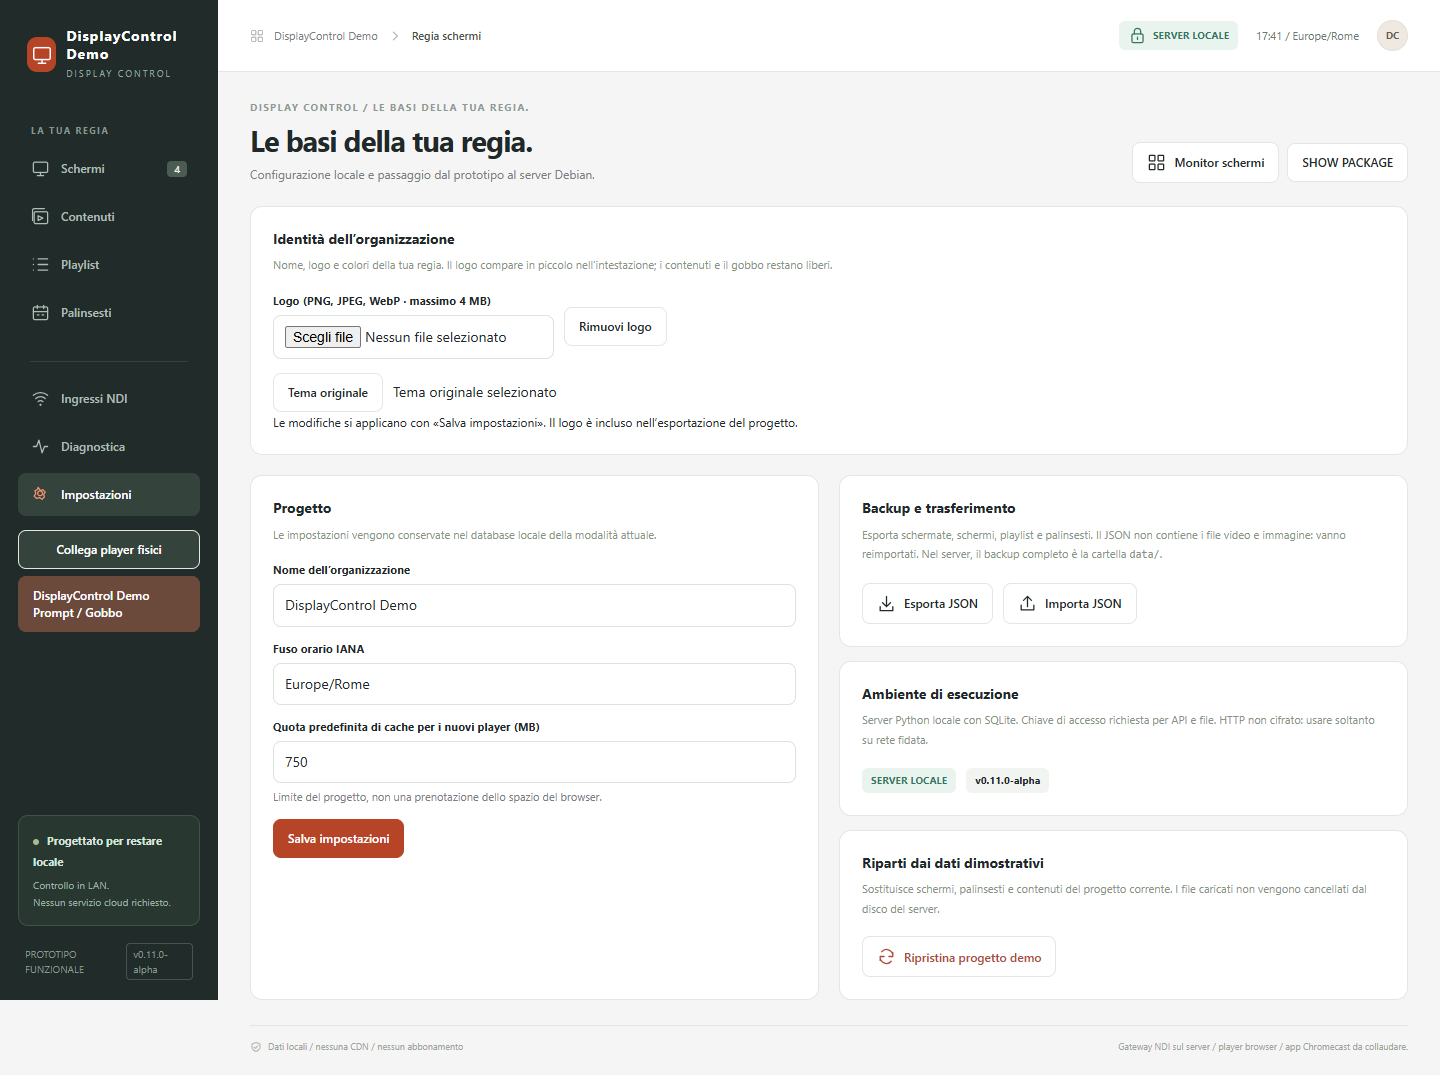 DisplayControl
Demo
DISPLAY CONTROL
LA TUA REGIA
Schermi
4
Contenuti
Playlist
Palinsesti
Ingressi NDI
Diagnostica
Impostazioni
Collega player fisici
DisplayControl Demo
Prompt / Gobbo
Progettato per restare
locale
Controllo in LAN.
Nessun servizio cloud richiesto.
PROTOTIPO
FUNZIONALE
v0.11.0-
alpha
DisplayControl Demo
Regia schermi
SERVER LOCALE
17:41 / Europe/Rome
DC
DISPLAY CONTROL / LE BASI DELLA TUA REGIA.
Le basi della tua regia.
Configurazione locale e passaggio dal prototipo al server Debian.
Monitor schermi
SHOW PACKAGE
Identità dell’organizzazione
Nome, logo e colori della tua regia. Il logo compare in piccolo nell’intestazione; i contenuti e il gobbo restano liberi.
Logo (PNG, JPEG, WebP · massimo 4 MB)
Scegli file Nessun file selezionato
Rimuovi logo
Tema originale
Tema originale selezionato
Le modifiche si applicano con «Salva impostazioni». Il logo è incluso nell’esportazione del progetto.
Progetto
Le impostazioni vengono conservate nel database locale della modalità attuale.
Nome dell’organizzazione
DisplayControl Demo
Fuso orario IANA
Europe/Rome
Quota predefinita di cache per i nuovi player (MB)
750
Limite del progetto, non una prenotazione dello spazio del browser.
Salva impostazioni
Backup e trasferimento
Esporta schermate, schermi, playlist e palinsesti. Il JSON non contiene i file video e immagine: vanno
reimportati. Nel server, il backup completo è la cartella data/.
Esporta JSON
Importa JSON
Ambiente di esecuzione
Server Python locale con SQLite. Chiave di accesso richiesta per API e file. HTTP non cifrato: usare soltanto
su rete fidata.
SERVER LOCALE
v0.11.0-alpha
Riparti dai dati dimostrativi
Sostituisce schermi, palinsesti e contenuti del progetto corrente. I file caricati non vengono cancellati dal
disco del server.
Ripristina progetto demo
Dati locali / nessuna CDN / nessun abbonamento
Gateway NDI sul server / player browser / app Chromecast da collaudare.